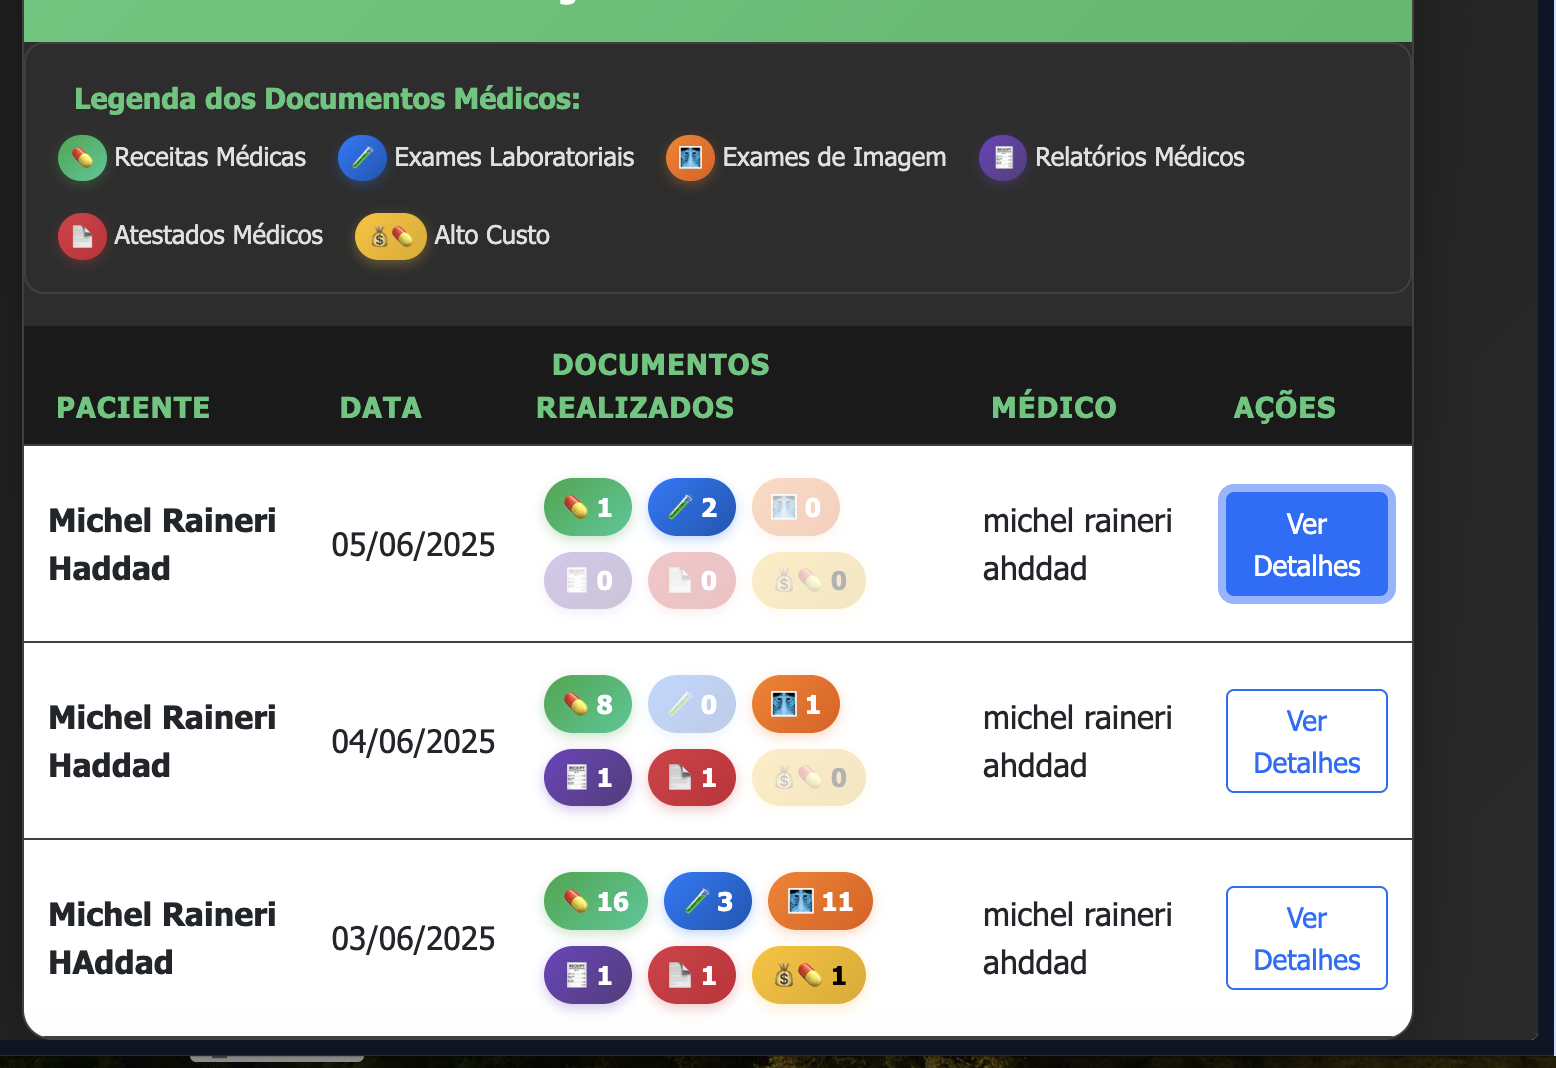 Legenda dos Documentos Médicos:
Receitas Médicas Exames Laboratoriais Exames de Imagem Relatórios Médicos
Atestados Médicos Alto Custo
DOCUMENTOS
PACIENTE DATA REALIZADOS MÉDICO AÇÕES
Michel Raineri
Haddad
05/06/2025
1 2 0
0 0 0
michel raineri
ahddad
Ver
Detalhes
Michel Raineri
Haddad
04/06/2025
8 0 1
1 1 0
michel raineri
ahddad
Ver
Detalhes
Michel Raineri
HAddad
03/06/2025
16 3 11
1 1 1
michel raineri
ahddad
Ver
Detalhes